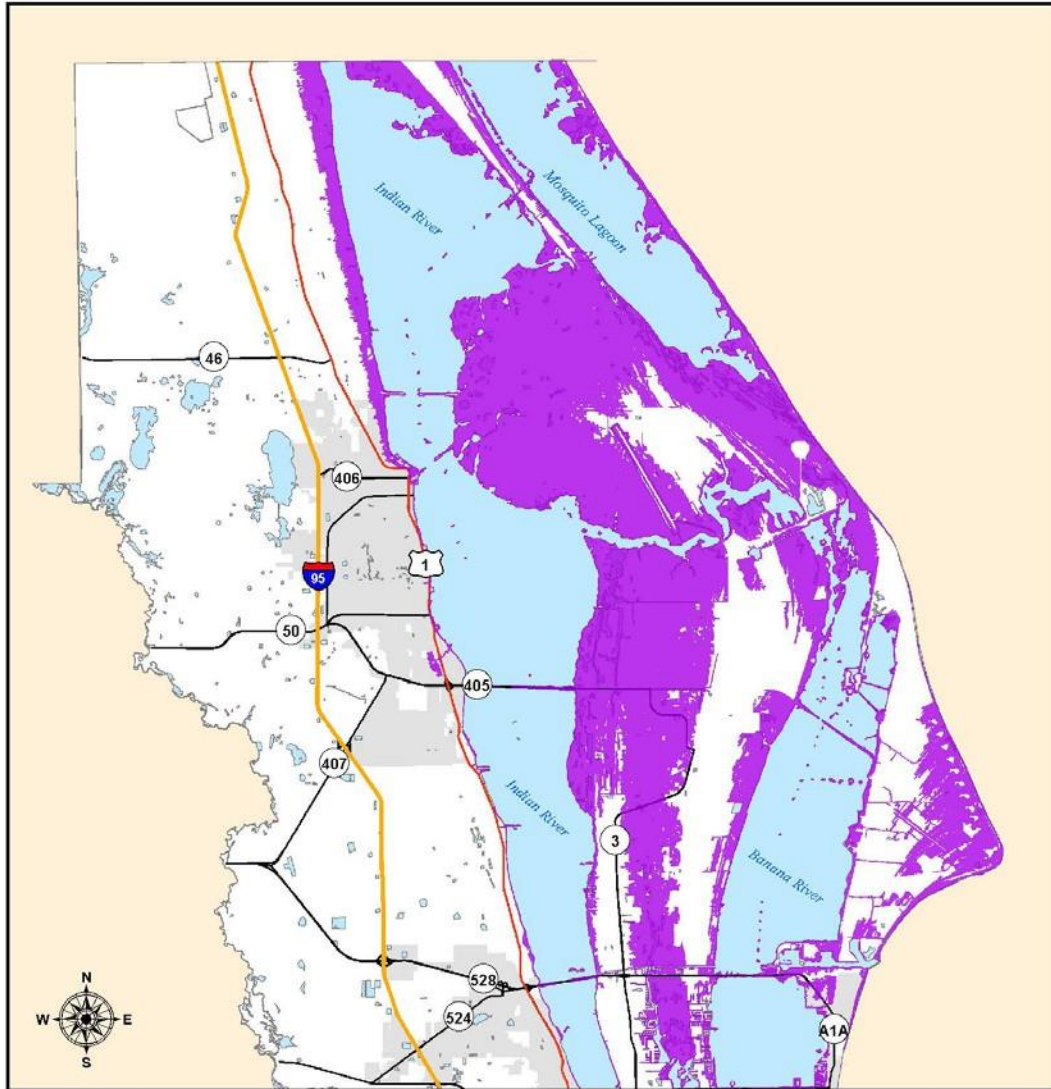 Indian River
Mosquito Lagoon
46
406
95
1
50
405
407
Indian River
3
Banana River
528
524
A1A
N
W
E
S